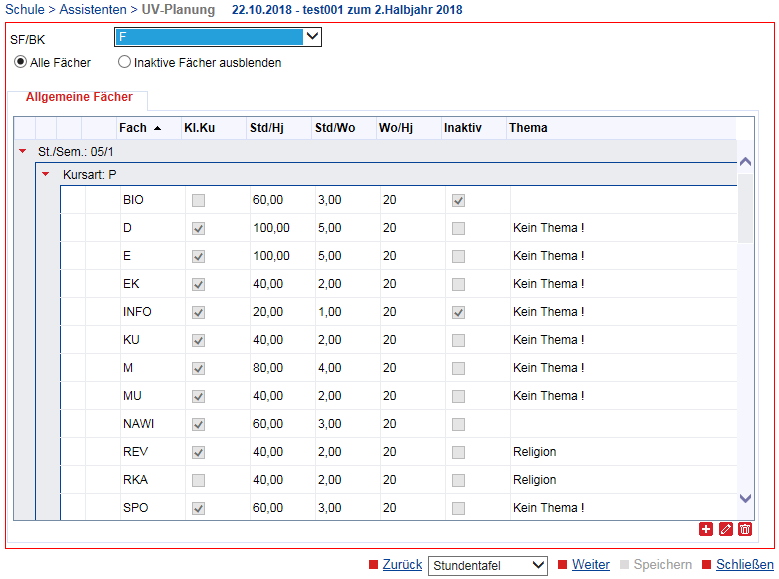 Schule > Assistenten > UV-Planung 22.10.2018 - test001 zum 2.Halbjahr 2018
SF/BK F
Alle Fächer Inaktive Fächer ausblenden
Allgemeine Fächer
Fach Kl.Ku Std/Hj Std/Wo Wo/Hj Inaktiv Thema
St./Sem.: 05/1
Kursart: P
BIO 60,00 3,00 20
D 100,00 5,00 20 Kein Thema !
E 100,00 5,00 20 Kein Thema !
EK 40,00 2,00 20 Kein Thema !
INFO 20,00 1,00 20 Kein Thema !
KU 40,00 2,00 20 Kein Thema !
M 80,00 4,00 20 Kein Thema !
MU 40,00 2,00 20 Kein Thema !
NAWI 60,00 3,00 20
REV 40,00 2,00 20 Religion
RKA 40,00 2,00 20 Religion
SPO 60,00 3,00 20 Kein Thema !
Zurück Stundentafel Weiter Speichern Schließen